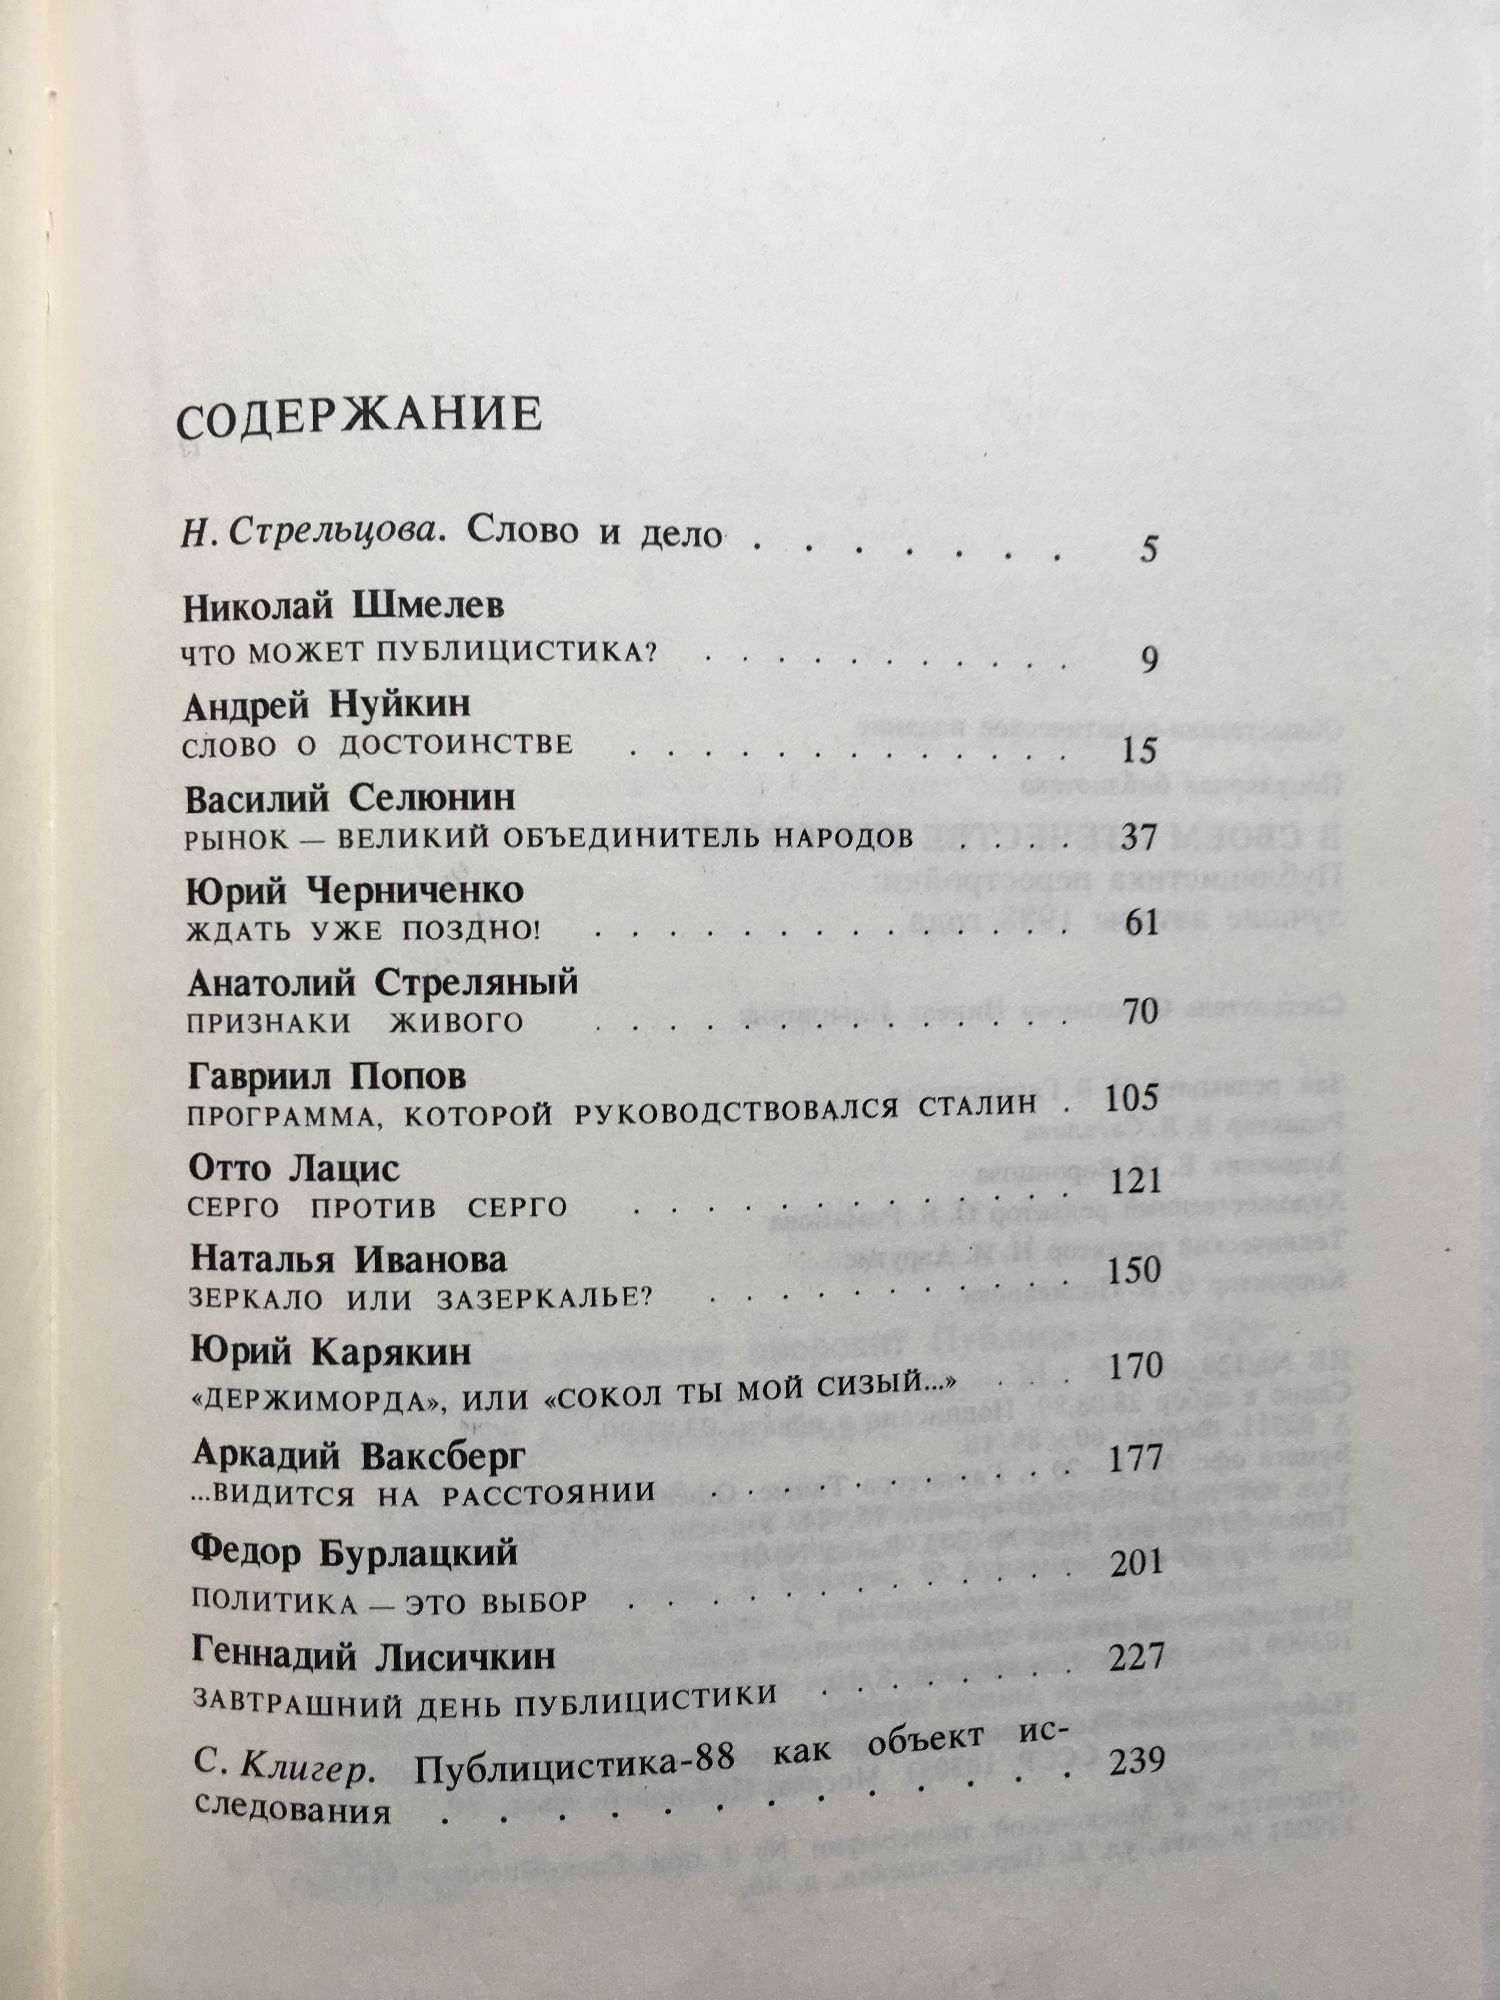 СОДЕРЖАНИЕ
Н. Стрельцова. Слово и дело . . . . . . . 5
Николай Шмелев
ЧТО МОЖЕТ ПУБЛИЦИСТИКА? . . . . . . . . . . . 9
Андрей Нуйкин
СЛОВО О ДОСТОИНСТВЕ . . . . . . . . . . . . 15
Василий Селюнин
РЫНОК — ВЕЛИКИЙ ОБЪЕДИНИТЕЛЬ НАРОДОВ . . . . 37
Юрий Черниченко
ЖДАТЬ УЖЕ ПОЗДНО! . . . . . . . . . . . . . 61
Анатолий Стреляный
ПРИЗНАКИ ЖИВОГО . . . . . . . . . . . . . 70
Гавриил Попов
ПРОГРАММА, КОТОРОЙ РУКОВОДСТВОВАЛСЯ СТАЛИН . 105
Отто Лацис
СЕРГО ПРОТИВ СЕРГО . . . . . . . . . . . . 121
Наталья Иванова
ЗЕРКАЛО ИЛИ ЗАЗЕРКАЛЬЕ? . . . . . . . . . . 150
Юрий Карякин
«ДЕРЖИМОРДА», ИЛИ «СОКОЛ ТЫ МОЙ СИЗЫЙ...» . . . 170
Аркадий Ваксберг
...ВИДИТСЯ НА РАССТОЯНИИ . . . . . . . . . . 177
Федор Бурлацкий
ПОЛИТИКА — ЭТО ВЫБОР . . . . . . . . . . . 201
Геннадий Лисичкин
ЗАВТРАШНИЙ ДЕНЬ ПУБЛИЦИСТИКИ . . . . . . . 227
С. Клигер. Публицистика-88 как объект ис-
следования . . . . . . . . . . . 239